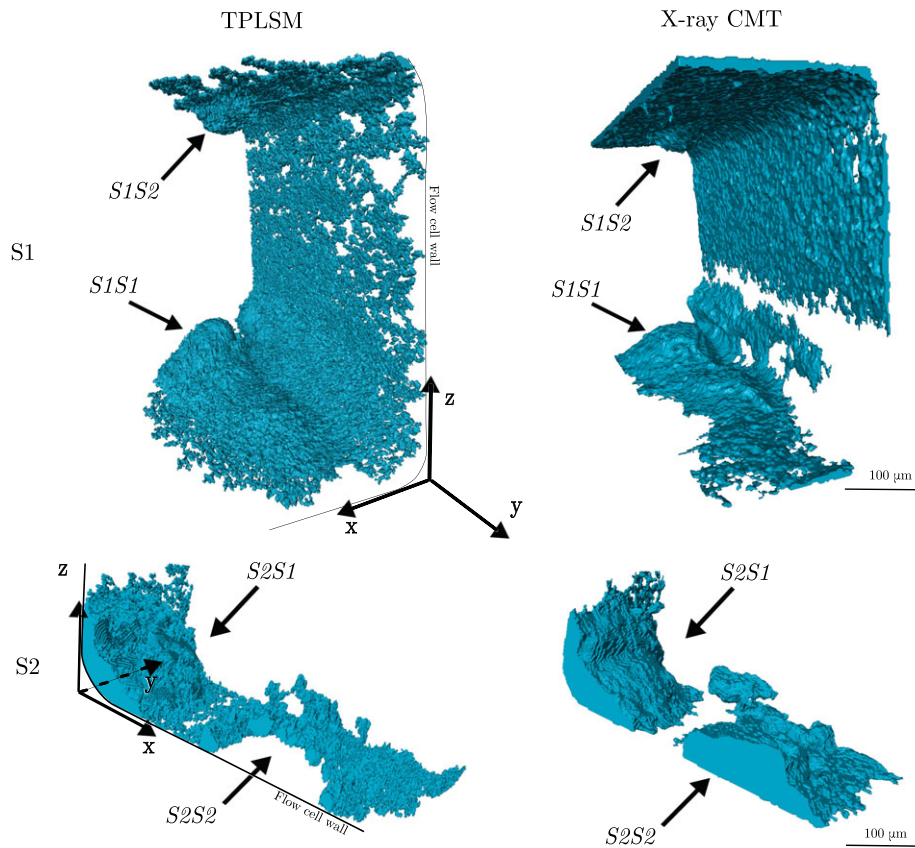 TPLSM
X-ray CMT
S1S2
S1S2
Flow cell wall
S1
S1S1
S1S1
z
x
y
100 µm
z
S2S1
S2S1
S2
y
x
S2S2
Flow cell wall
S2S2
100 µm